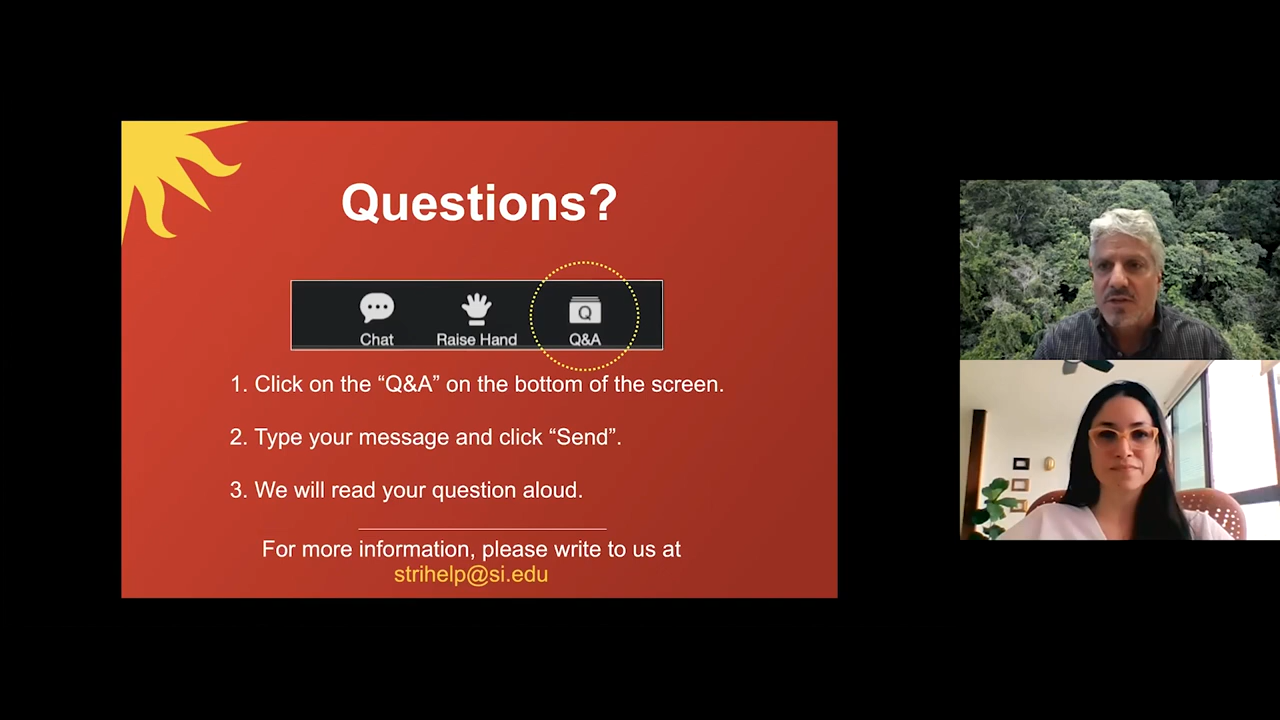 Questions?
Chat
Raise Hand
Q
Q&A
1. Click on the “Q&A” on the bottom of the screen.
2. Type your message and click “Send”.
3. We will read your question aloud.
For more information, please write to us at
strihelp@si.edu